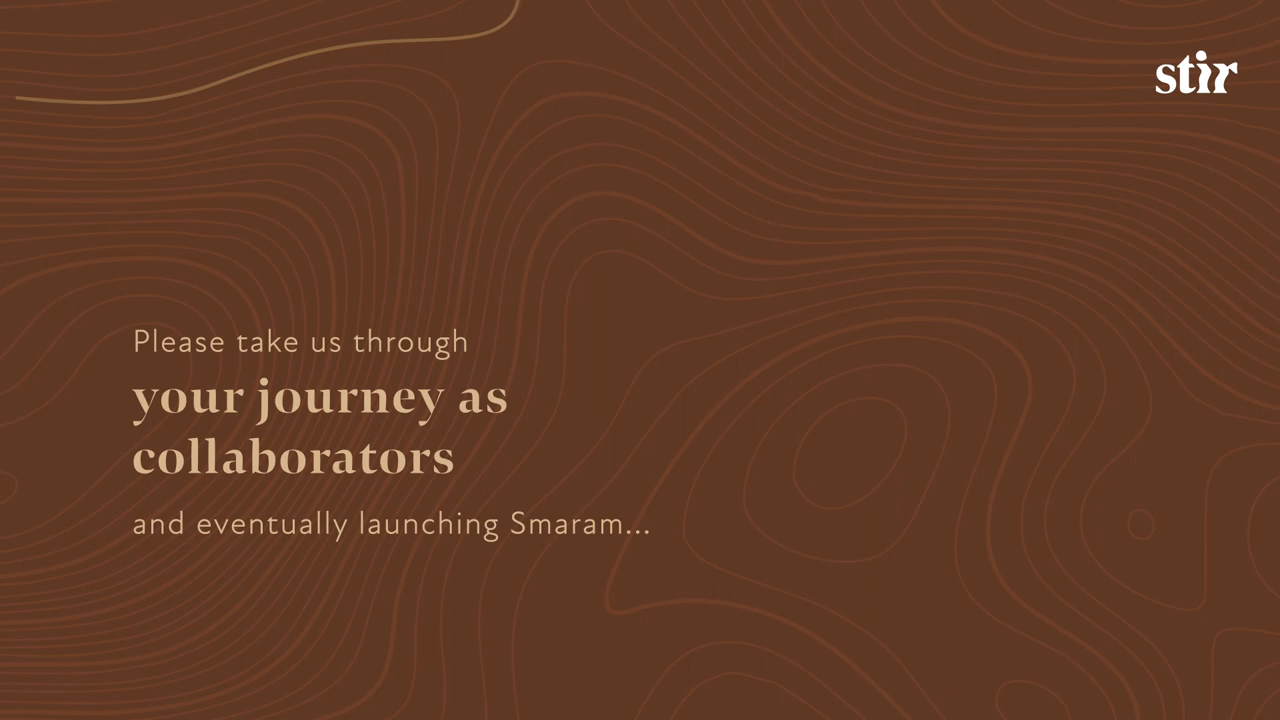 stir
Please take us through
your journey as
collaborators
and eventually launching Smaram...